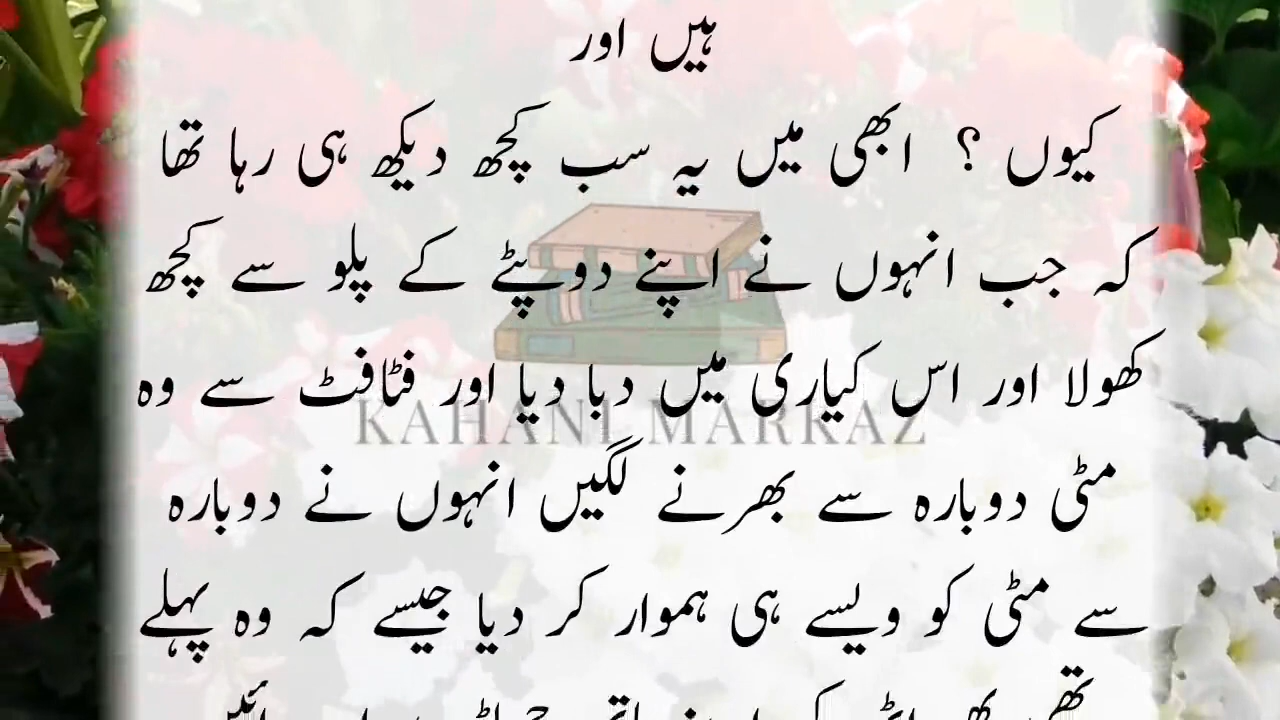 ہیں اور
کیوں ؟ ابھی میں یہ سب کچھ دیکھ ہی رہا تھا
کہ جب انہوں نے اپنے دوپٹے کے پلو سے کچھ
کھولا اور اس کیاری میں دبا دیا اور فٹافٹ سے وہ
KAHANI MARKAZ
مٹی دوبارہ سے بھرنے لگیں انہوں نے دوبارہ
سے مٹی کو ویسے ہی ہموار کر دیا جیسے کہ وہ پہلے